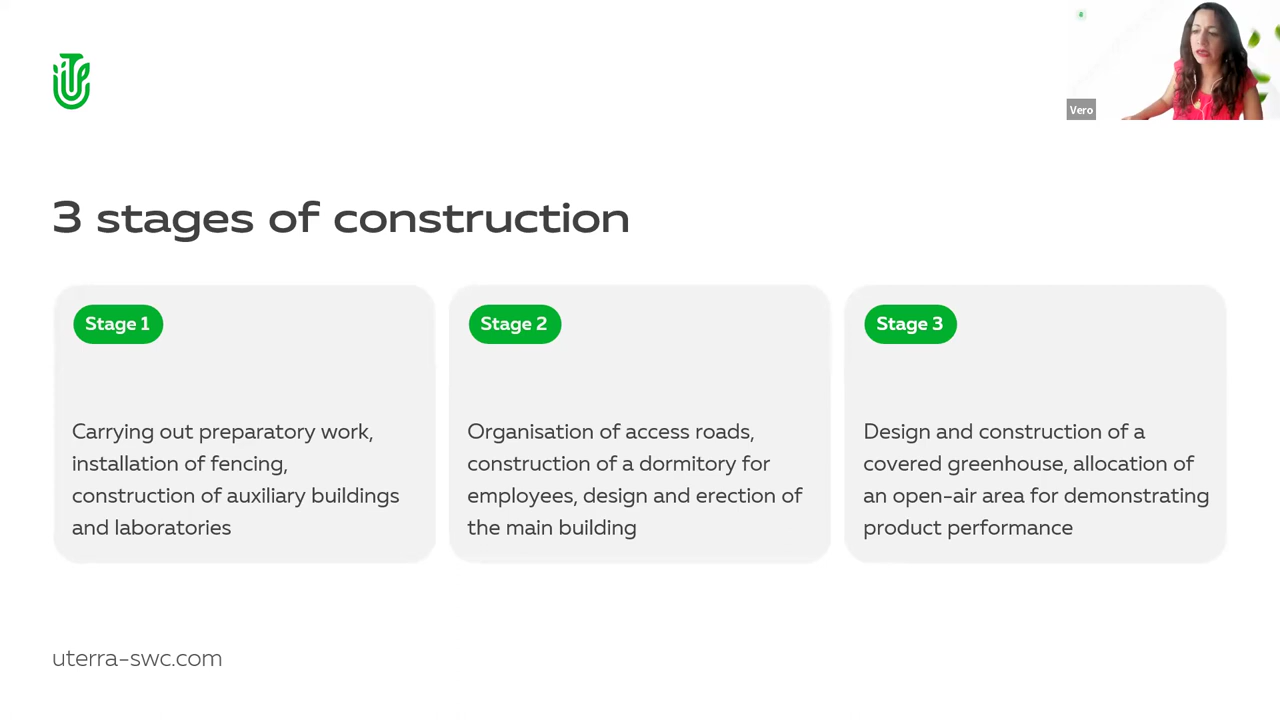 Vero
3 stages of construction
Stage 1
Carrying out preparatory work,
installation of fencing,
construction of auxiliary buildings
and laboratories
Stage 2
Organisation of access roads,
construction of a dormitory for
employees, design and erection of
the main building
Stage 3
Design and construction of a
covered greenhouse, allocation of
an open-air area for demonstrating
product performance
uterra-swc.com